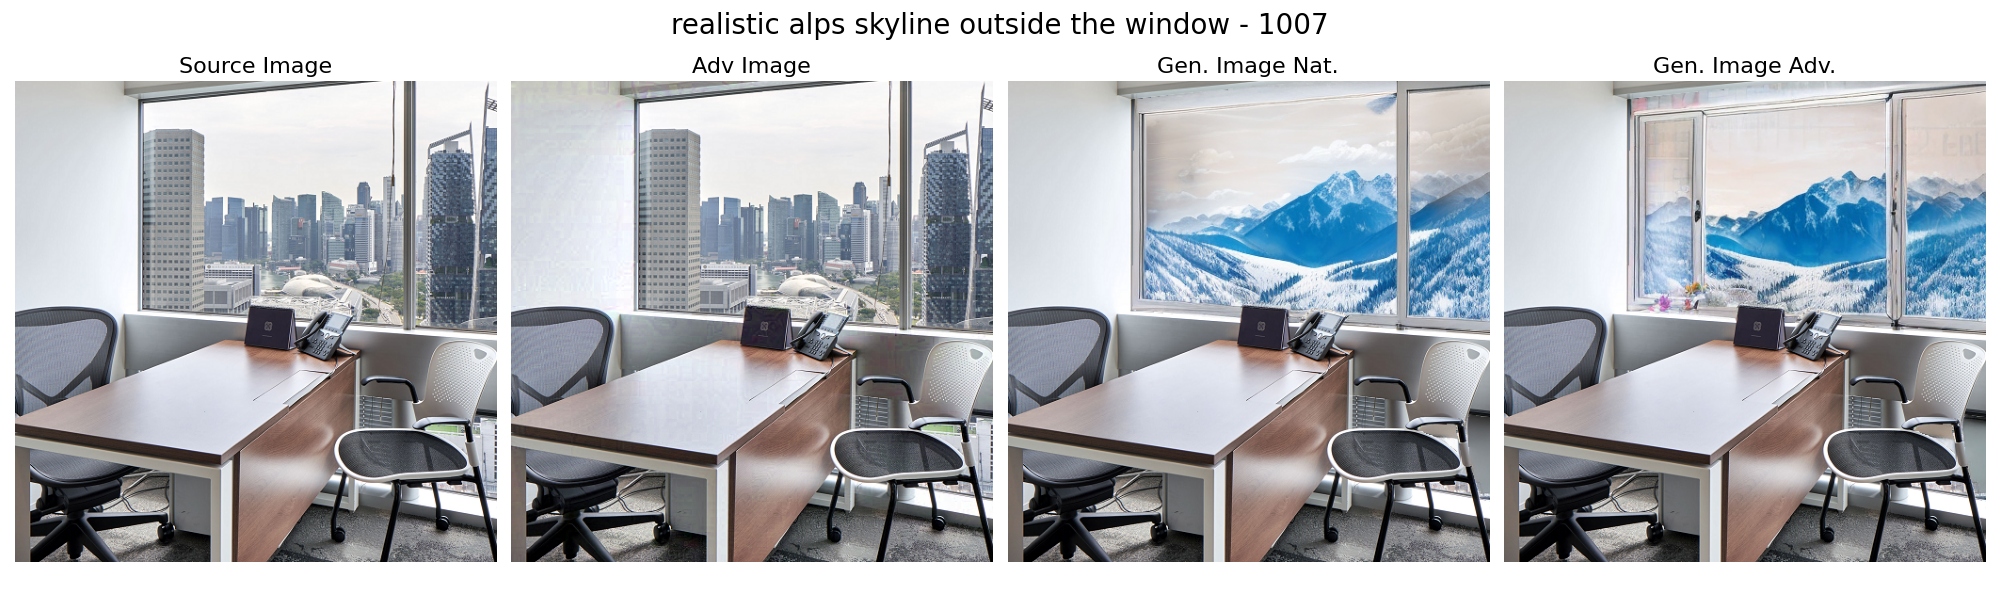 realistic alps skyline outside the window - 1007
Source Image
Adv Image
Gen. Image Nat.
Gen. Image Adv.